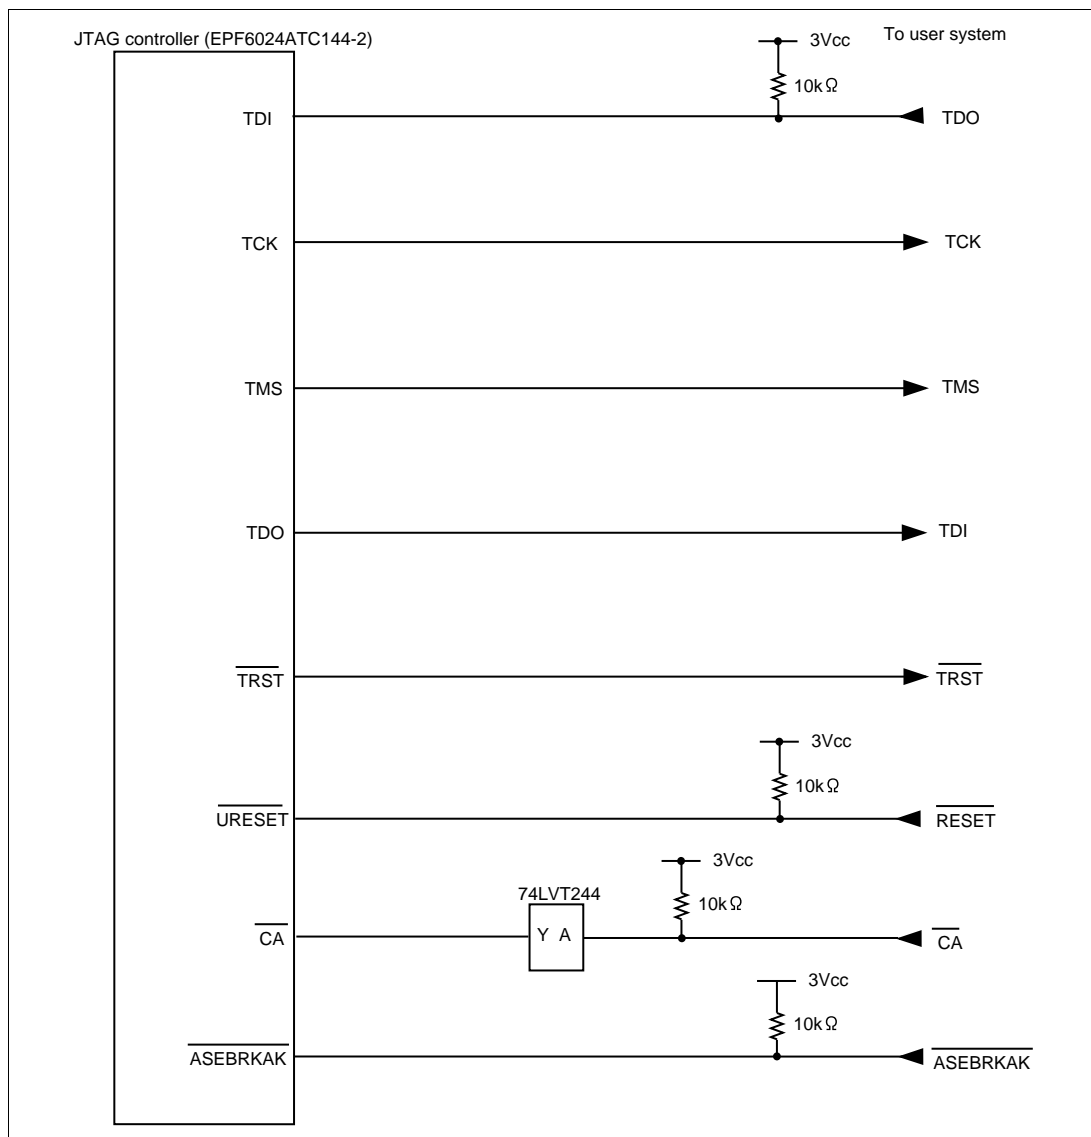 JTAG controller (EPF6024ATC144-2)
To user system
3Vcc
10kΩ
TDI
TDO
TCK
TCK
TMS
TMS
TDO
TDI
TRST
TRST
3Vcc
10kΩ
URESET
RESET
3Vcc
74LVT244
10kΩ
CA
Y A
CA
3Vcc
10kΩ
ASEBRKAK
ASEBRKAK